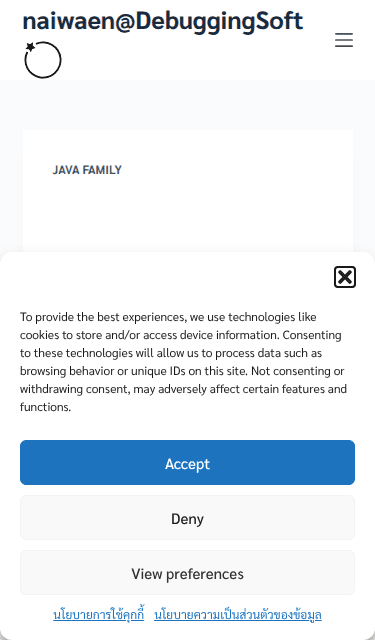 naiwaen@DebuggingSoft
JAVA FAMILY
To provide the best experiences, we use technologies like
cookies to store and/or access device information. Consenting
to these technologies will allow us to process data such as
browsing behavior or unique IDs on this site. Not consenting or
withdrawing consent, may adversely affect certain features and
functions.
Accept
Deny
View preferences
นโยบายการใช้คุกกี้ นโยบายความเป็นส่วนตัวของข้อมูล